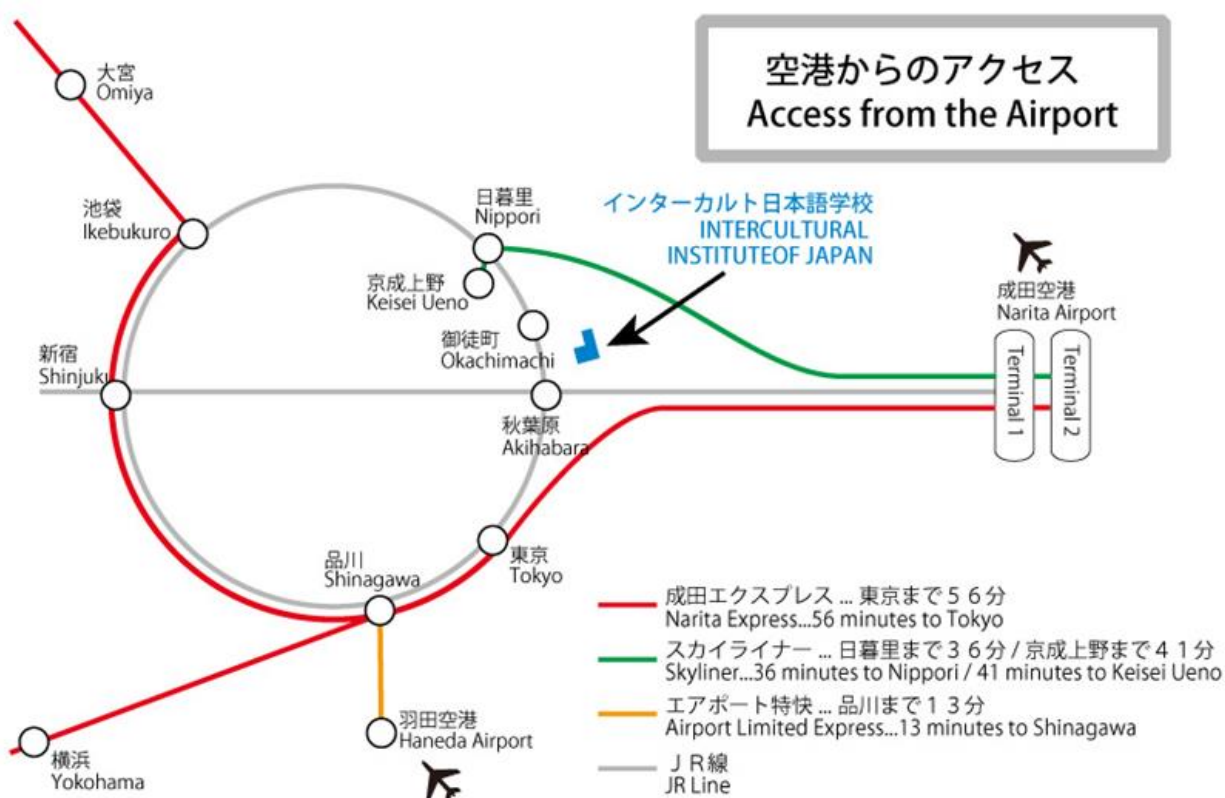 空港からのアクセス
Access from the Airport
大宮
Omiya
池袋
Ikebukuro
日暮里
Nippori
インターカルト日本語学校
INTERCULTURAL
INSTITUTEOF JAPAN
京成上野
Keisei Ueno
成田空港
Narita Airport
御徒町
Okachimachi
Terminal 1
Terminal 2
新宿
Shinjuku
秋葉原
Akihabara
東京
Tokyo
品川
Shinagawa
羽田空港
Haneda Airport
横浜
Yokohama
成田エクスプレス ... 東京まで５６分
Narita Express...56 minutes to Tokyo
スカイライナー ... 日暮里まで３６分 / 京成上野まで４１分
Skyliner...36 minutes to Nippori / 41 minutes to Keisei Ueno
エアポート特快 ... 品川まで１３分
Airport Limited Express...13 minutes to Shinagawa
ＪＲ線
JR Line